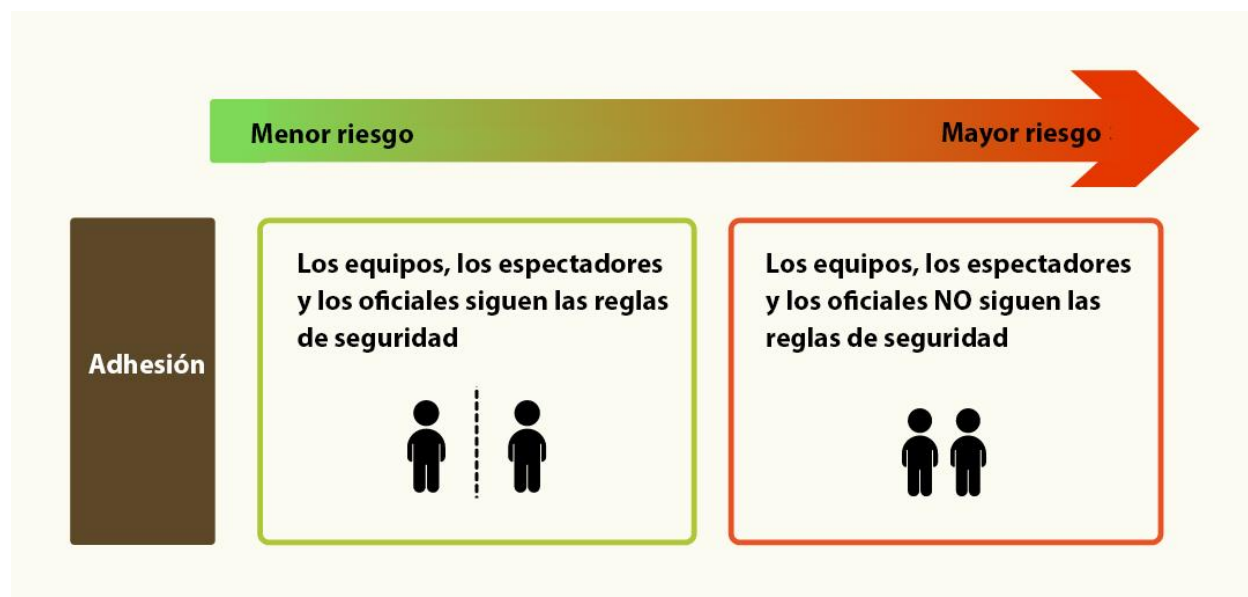 Menor riesgo
Mayor riesgo
Adhesión
Los equipos, los espectadores
y los oficiales siguen las reglas
de seguridad
Los equipos, los espectadores
y los oficiales NO siguen las
reglas de seguridad